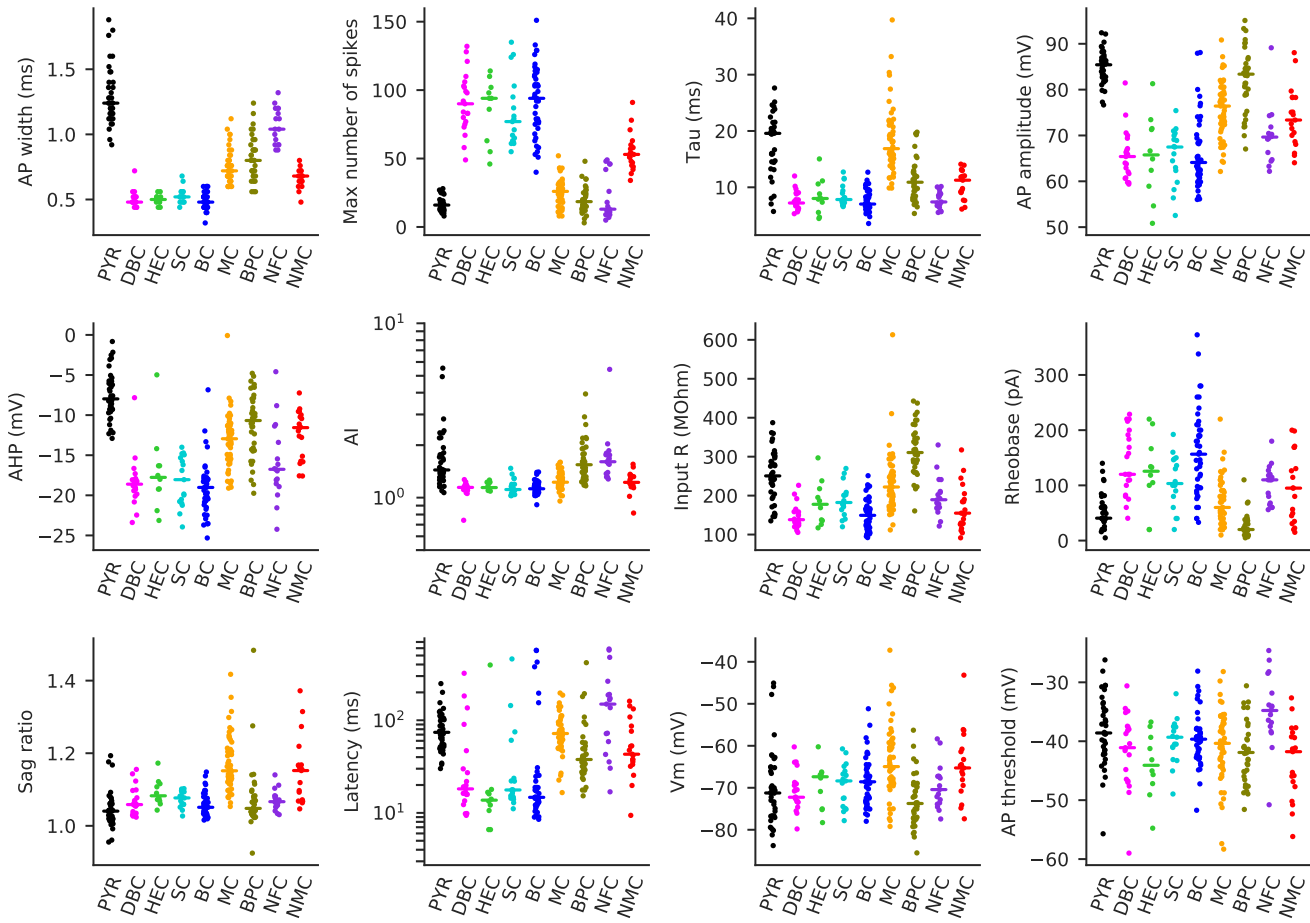 AP width (ms)
1.5
1.0
0.5
PYR
DBC
HEC
SC
BC
MC
BPC
NFC
NMC
Max number of spikes
150
100
50
0
PYR
DBC
HEC
SC
BC
MC
BPC
NFC
NMC
Tau (ms)
40
30
20
10
PYR
DBC
HEC
SC
BC
MC
BPC
NFC
NMC
AP amplitude (mV)
90
80
70
60
50
PYR
DBC
HEC
SC
BC
MC
BPC
NFC
NMC
AHP (mV)
0
−5
−10
−15
−20
−25
PYR
DBC
HEC
SC
BC
MC
BPC
NFC
NMC
AI
10^1
10^0
PYR
DBC
HEC
SC
BC
MC
BPC
NFC
NMC
Input R (MOhm)
600
500
400
300
200
100
PYR
DBC
HEC
SC
BC
MC
BPC
NFC
NMC
Rheobase (pA)
300
200
100
0
PYR
DBC
HEC
SC
BC
MC
BPC
NFC
NMC
Sag ratio
1.4
1.2
1.0
PYR
DBC
HEC
SC
BC
MC
BPC
NFC
NMC
Latency (ms)
10^2
10^1
PYR
DBC
HEC
SC
BC
MC
BPC
NFC
NMC
Vm (mV)
−40
−50
−60
−70
−80
PYR
DBC
HEC
SC
BC
MC
BPC
NFC
NMC
AP threshold (mV)
−30
−40
−50
−60
PYR
DBC
HEC
SC
BC
MC
BPC
NFC
NMC